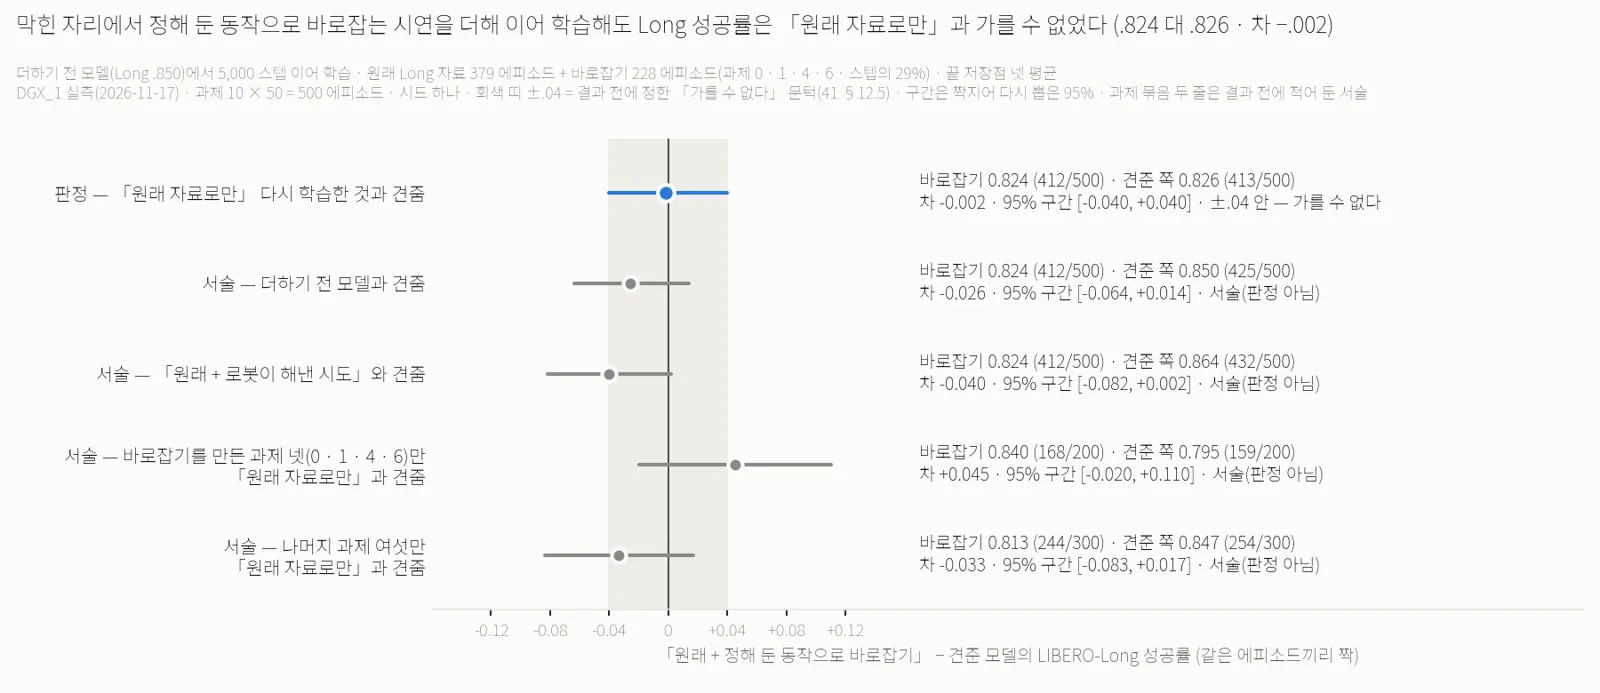 막힌 자리에서 정해 둔 동작으로 바로잡는 시연을 더해 이어 학습해도 Long 성공률은 「원래 자료로만」과 가를 수 없었다 (.824 대 .826 · 차 −.002)
더하기 전 모델(Long .850)에서 5,000 스텝 이어 학습 · 원래 Long 자료 379 에피소드 + 바로잡기 228 에피소드(과제 0 · 1 · 4 · 6 · 스텝의 29%) · 끝 저장점 넷 평균
DGX_1 실측(2026-11-17) · 과제 10 × 50 = 500 에피소드 · 시드 하나 · 회색 띠 ±.04 = 결과 전에 정한 「가를 수 없다」 문턱(41 §12.5) · 구간은 짝지어 다시 뽑은 95% · 과제 묶음 두 줄은 결과 전에 적어 둔 서술
판정 — 「원래 자료로만」 다시 학습한 것과 견줌
바로잡기 0.824 (412/500) · 견준 쪽 0.826 (413/500)
차 -0.002 · 95% 구간 [-0.040, +0.040] · ±.04 안 — 가를 수 없다
서술 — 더하기 전 모델과 견줌
바로잡기 0.824 (412/500) · 견준 쪽 0.850 (425/500)
차 -0.026 · 95% 구간 [-0.064, +0.014] · 서술(판정 아님)
서술 — 「원래 + 로봇이 해낸 시도」와 견줌
바로잡기 0.824 (412/500) · 견준 쪽 0.864 (432/500)
차 -0.040 · 95% 구간 [-0.082, +0.002] · 서술(판정 아님)
서술 — 바로잡기를 만든 과제 넷(0 · 1 · 4 · 6)만
「원래 자료로만」과 견줌
바로잡기 0.840 (168/200) · 견준 쪽 0.795 (159/200)
차 +0.045 · 95% 구간 [-0.020, +0.110] · 서술(판정 아님)
서술 — 나머지 과제 여섯만
「원래 자료로만」과 견줌
바로잡기 0.813 (244/300) · 견준 쪽 0.847 (254/300)
차 -0.033 · 95% 구간 [-0.083, +0.017] · 서술(판정 아님)
-0.12 -0.08 -0.04 0 +0.04 +0.08 +0.12
「원래 + 정해 둔 동작으로 바로잡기」 − 견준 모델의 LIBERO-Long 성공률 (같은 에피소드끼리 짝)